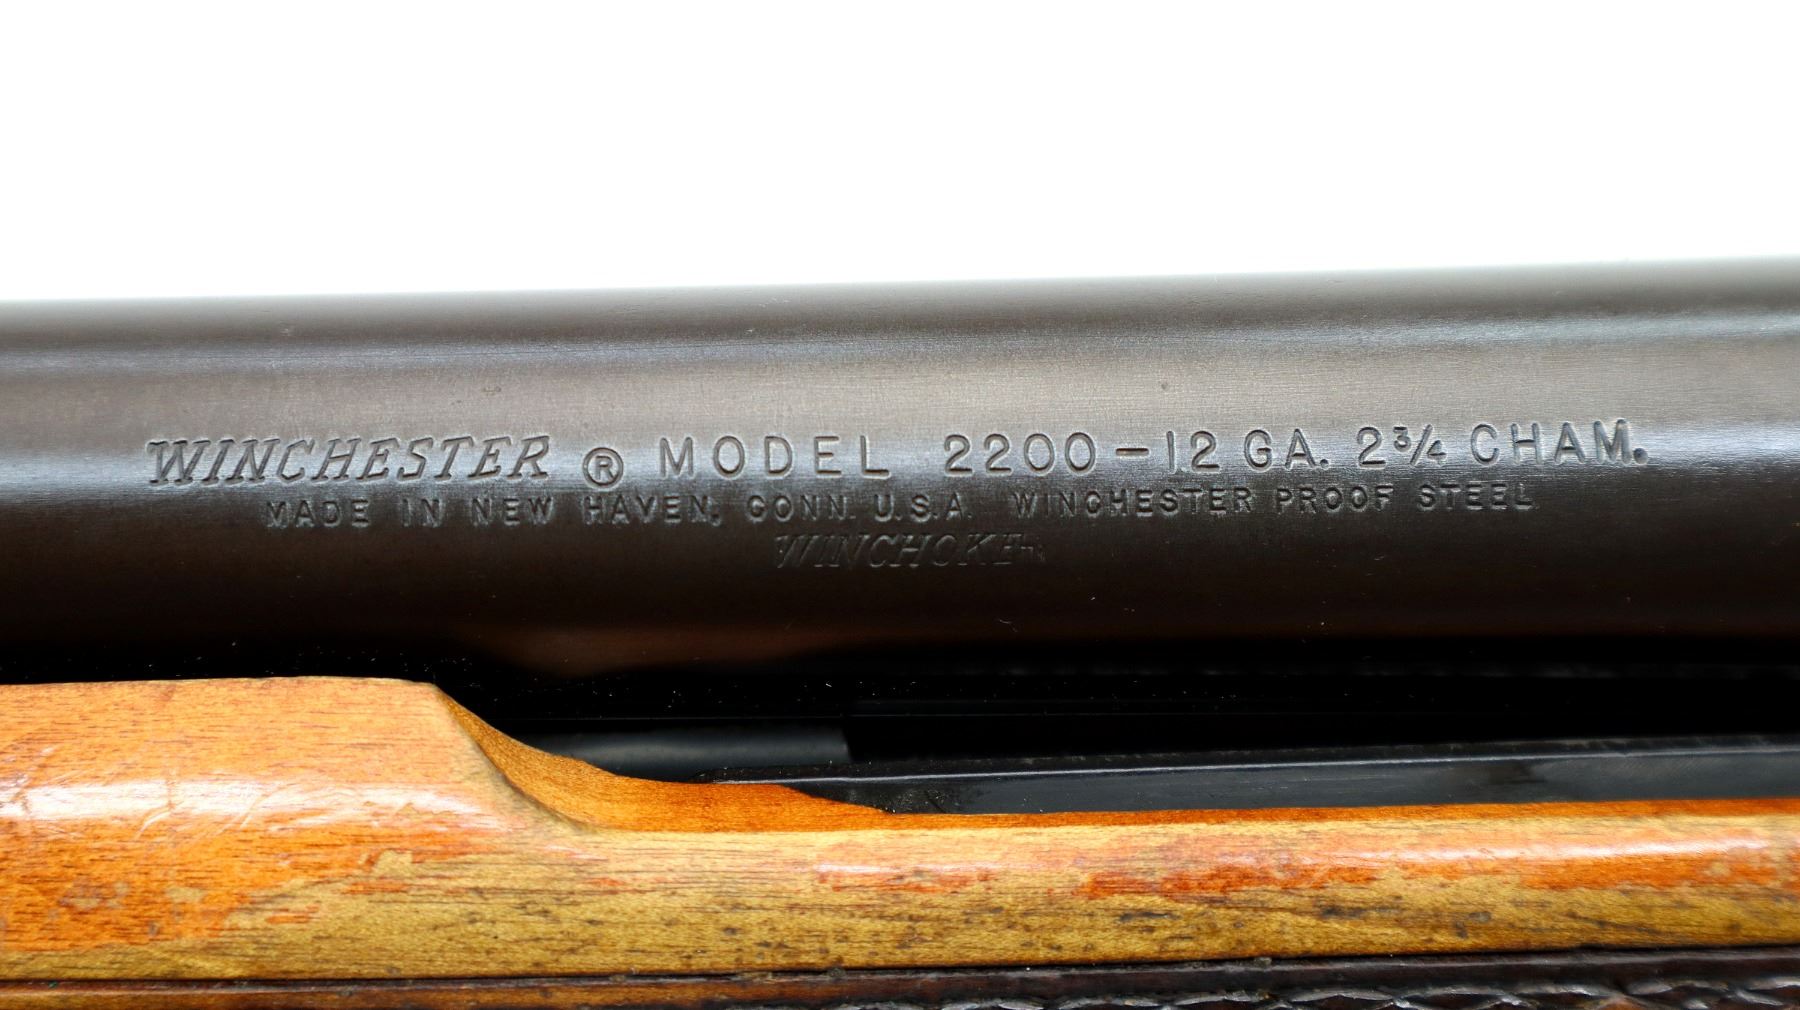 WINCHESTER ® MODEL 2200-12 GA. 2¾ CHAM.
MADE IN NEW HAVEN, CONN. U.S.A. WINCHESTER PROOF STEEL
WINCHOKE